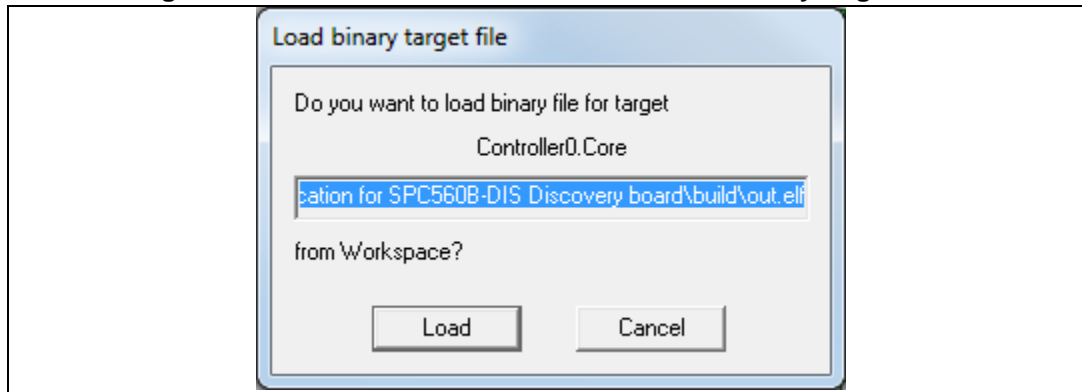 Load binary target file
Do you want to load binary file for target
Controller0.Core
cation for SPC560B-DIS Discovery board\build\out.elf
from Workspace?
Load
Cancel